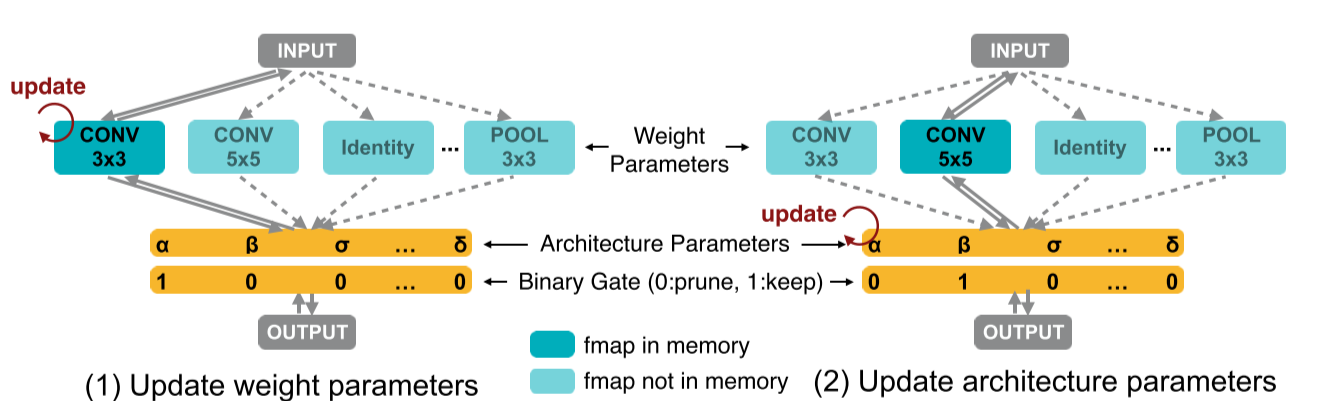 INPUT
update
CONV 3x3
CONV 5x5
Identity
...
POOL 3x3
α β σ ... δ
1 0 0 ... 0
OUTPUT
(1) Update weight parameters
Weight
Parameters
Architecture Parameters
Binary Gate (0:prune, 1:keep)
fmap in memory
fmap not in memory
INPUT
CONV 3x3
CONV 5x5
Identity
...
POOL 3x3
update
α β σ ... δ
0 1 0 ... 0
OUTPUT
(2) Update architecture parameters